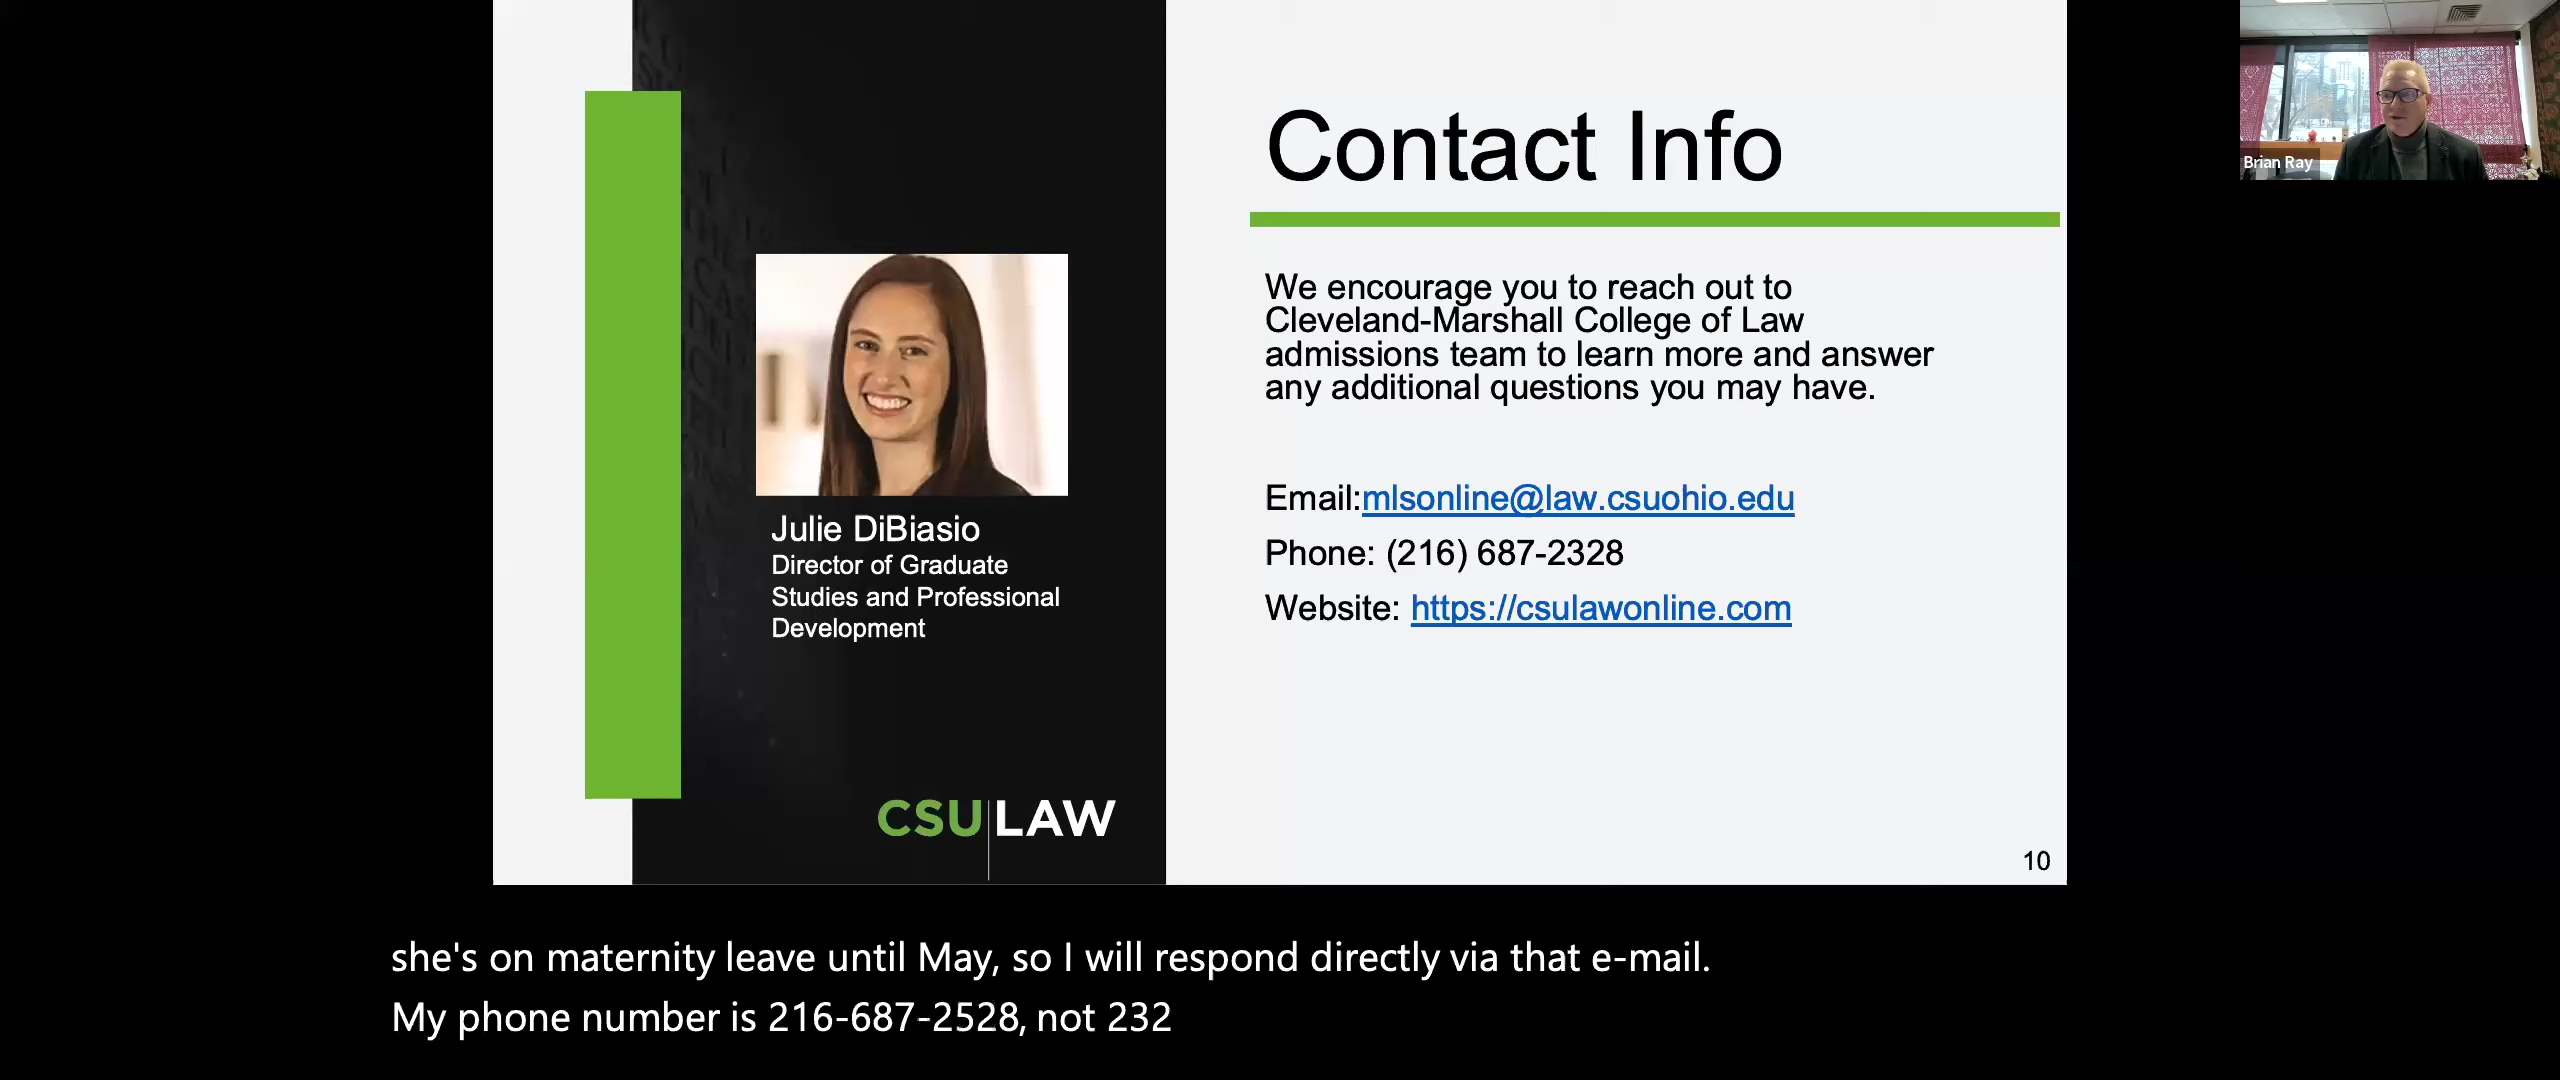 Contact Info
We encourage you to reach out to
Cleveland-Marshall College of Law
admissions team to learn more and answer
any additional questions you may have.
Email:mlsonline@law.csuohio.edu
Phone: (216) 687-2328
Website: https://csulawonline.com
Julie DiBiasio
Director of Graduate
Studies and Professional
Development
CSU LAW
10
Brian Ray
she's on maternity leave until May, so I will respond directly via that e-mail.
My phone number is 216-687-2528, not 232